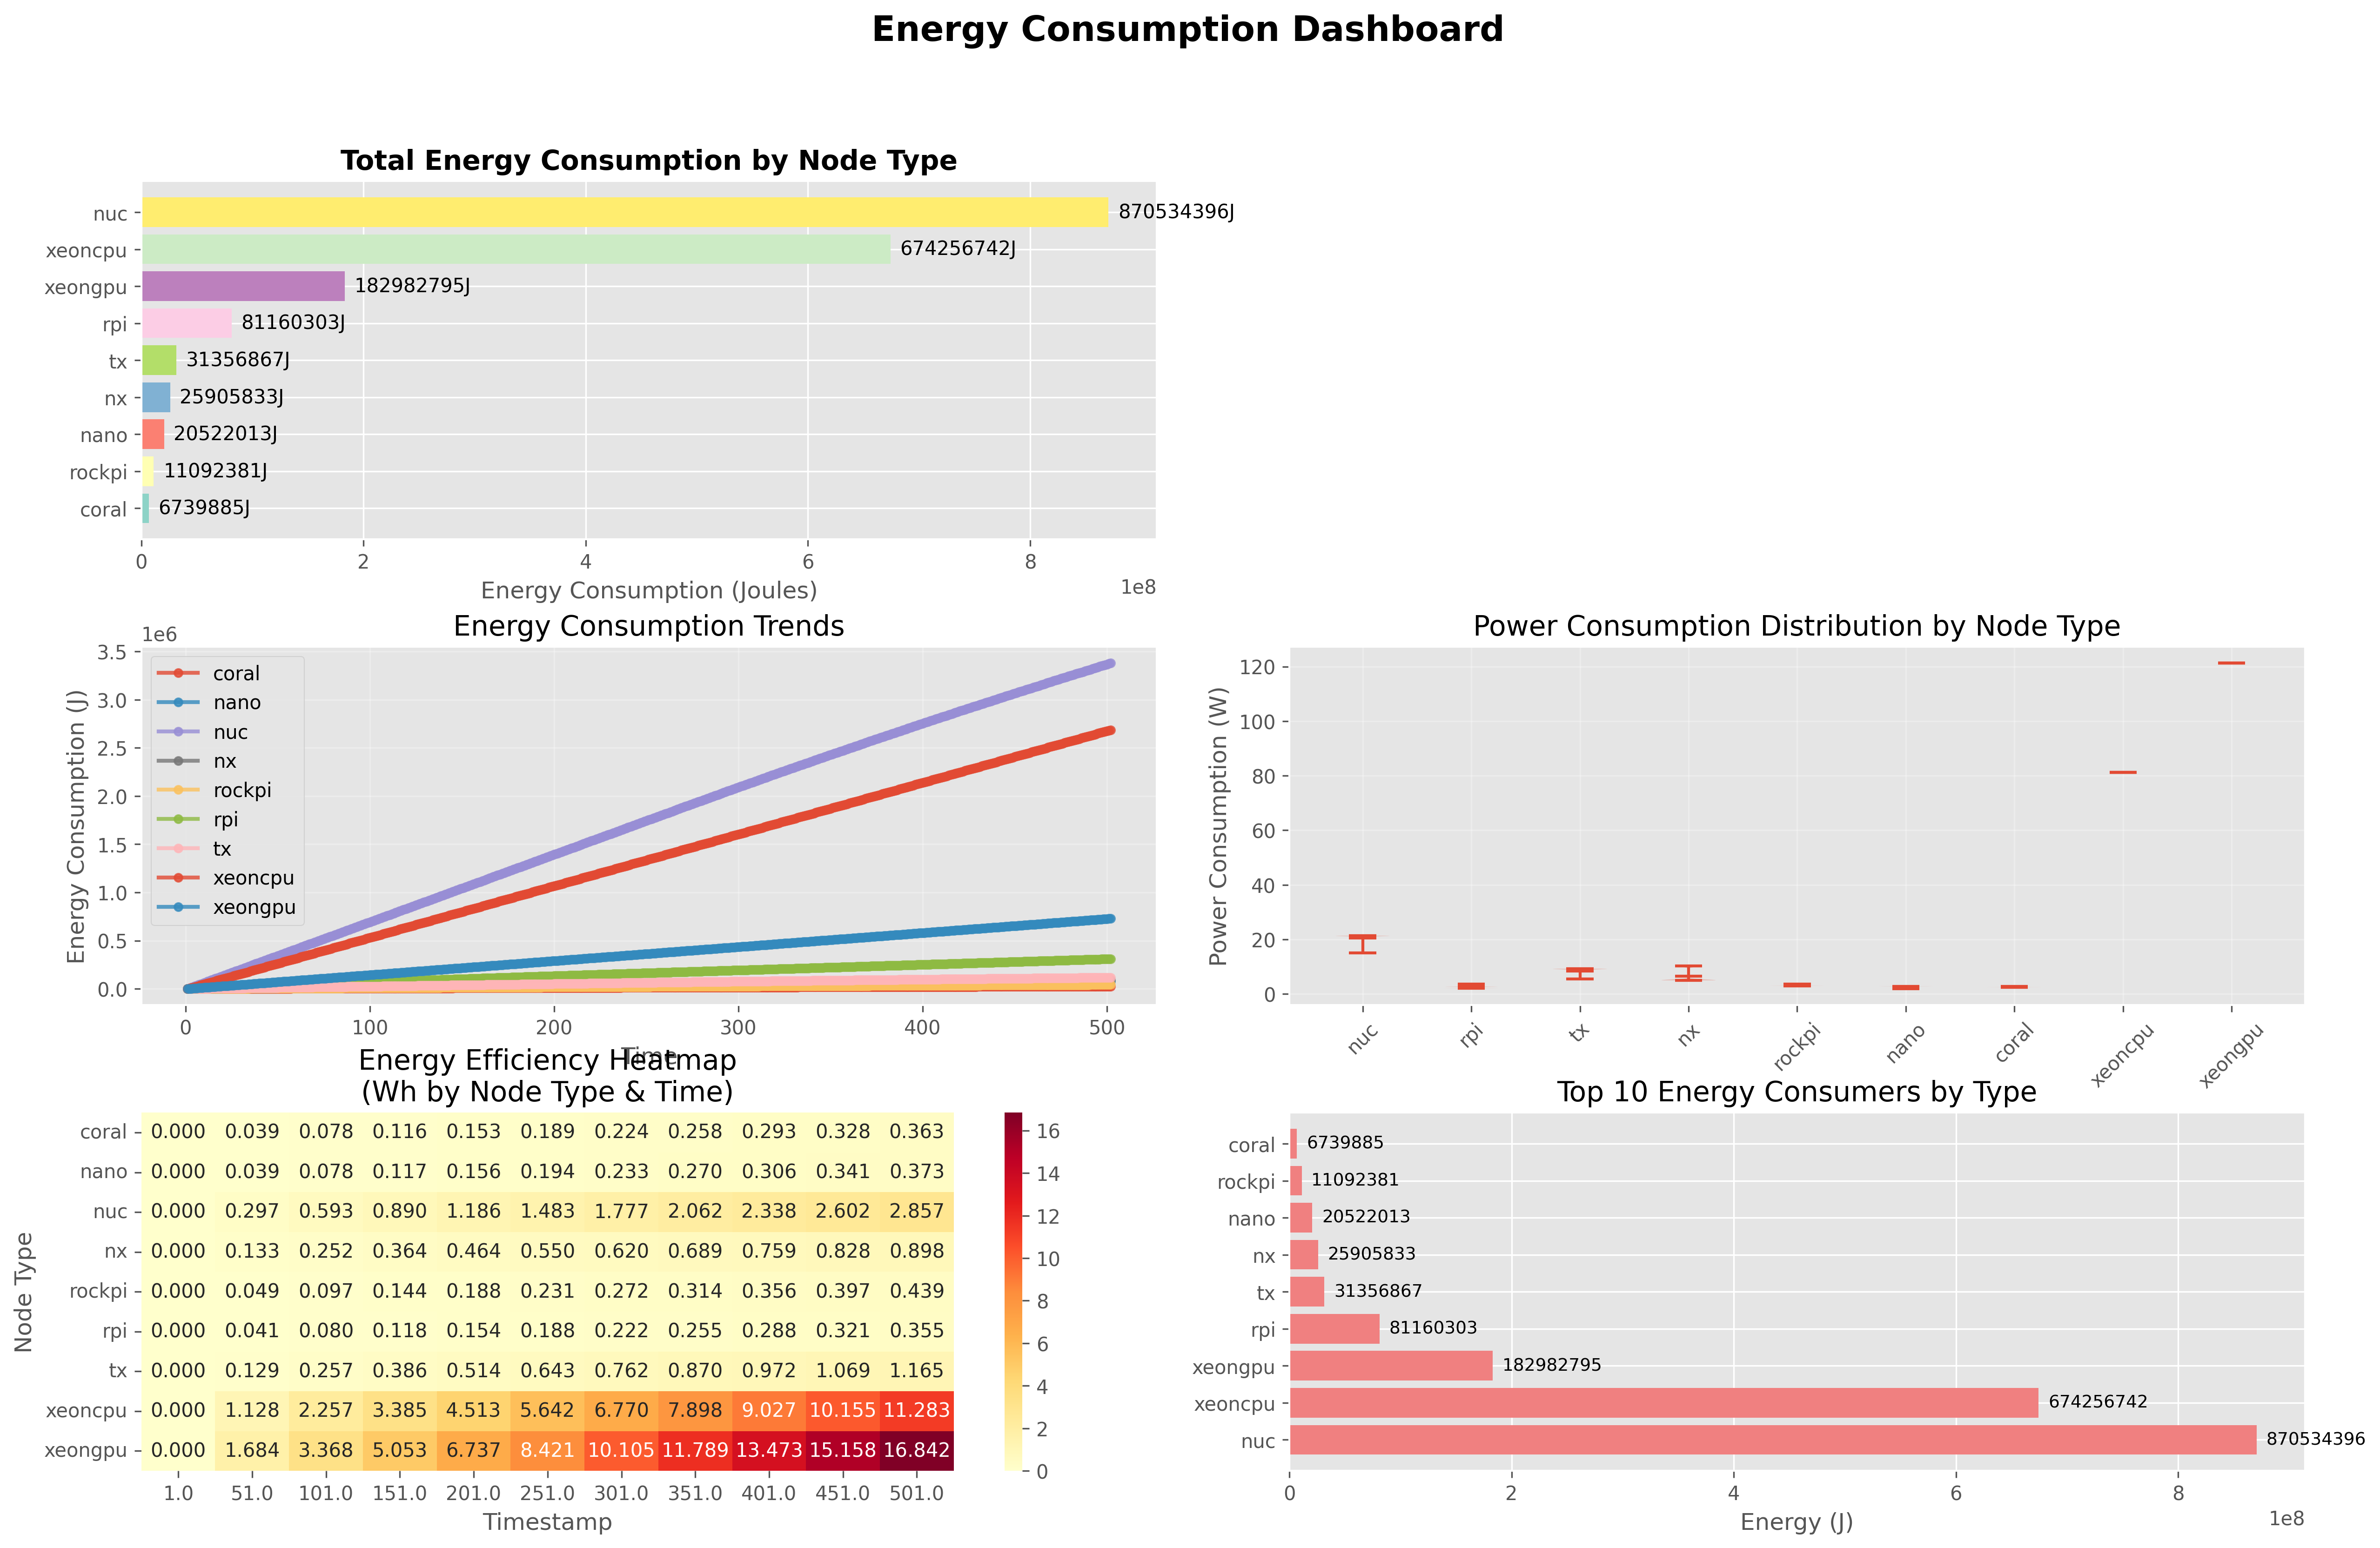 Energy Consumption Dashboard
Total Energy Consumption by Node Type
nuc 870534396J
xeoncpu 674256742J
xeongpu 182982795J
rpi 81160303J
tx 31356867J
nx 25905833J
nano 20522013J
rockpi 11092381J
coral 6739885J
0 2 4 6 8
1e8
Energy Consumption (Joules)
Energy Consumption Trends
1e6
Energy Consumption (J)
3.5
3.0
2.5
2.0
1.5
1.0
0.5
0.0
coral
nano
nuc
nx
rockpi
rpi
tx
xeoncpu
xeongpu
0 100 200 300 400 500
Time
Power Consumption Distribution by Node Type
Power Consumption (W)
120
100
80
60
40
20
0
nuc rpi tx nx rockpi nano coral xeoncpu xeongpu
Energy Efficiency Heatmap
(Wh by Node Type & Time)
Node Type
coral 0.000 0.039 0.078 0.116 0.153 0.189 0.224 0.258 0.293 0.328 0.363
nano 0.000 0.039 0.078 0.117 0.156 0.194 0.233 0.270 0.306 0.341 0.373
nuc 0.000 0.297 0.593 0.890 1.186 1.483 1.777 2.062 2.338 2.602 2.857
nx 0.000 0.133 0.252 0.364 0.464 0.550 0.620 0.689 0.759 0.828 0.898
rockpi 0.000 0.049 0.097 0.144 0.188 0.231 0.272 0.314 0.356 0.397 0.439
rpi 0.000 0.041 0.080 0.118 0.154 0.188 0.222 0.255 0.288 0.321 0.355
tx 0.000 0.129 0.257 0.386 0.514 0.643 0.762 0.870 0.972 1.069 1.165
xeoncpu 0.000 1.128 2.257 3.385 4.513 5.642 6.770 7.898 9.027 10.155 11.283
xeongpu 0.000 1.684 3.368 5.053 6.737 8.421 10.105 11.789 13.473 15.158 16.842
1.0 51.0 101.0 151.0 201.0 251.0 301.0 351.0 401.0 451.0 501.0
Timestamp
16
14
12
10
8
6
4
2
0
Top 10 Energy Consumers by Type
coral 6739885
rockpi 11092381
nano 20522013
nx 25905833
tx 31356867
rpi 81160303
xeongpu 182982795
xeoncpu 674256742
nuc 870534396
0 2 4 6 8
Energy (J)
1e8